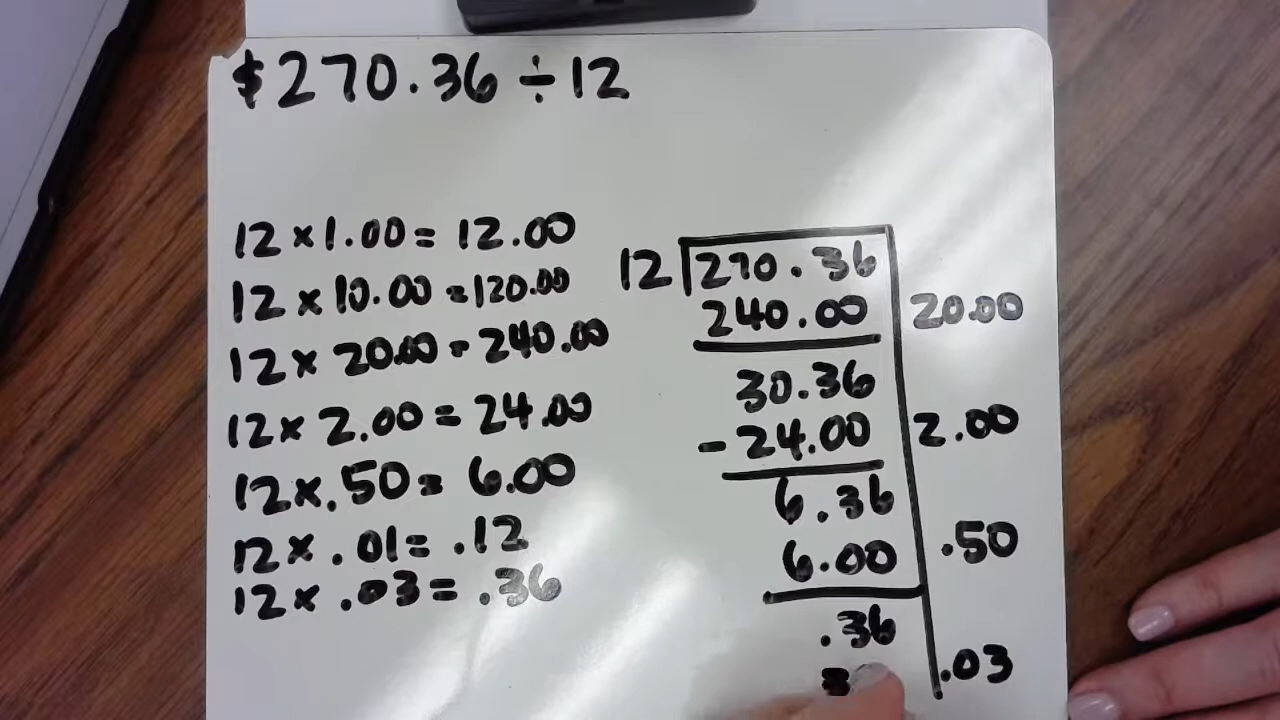 $270.36 ÷ 12
12 × 1.00 = 12.00
12 × 10.00 = 120.00
12 × 20.00 = 240.00
12 × 2.00 = 24.00
12 × .50 = 6.00
12 × .01 = .12
12 × .03 = .36
12 270.36
240.00 20.00
30.36
-24.00 2.00
6.36
6.00 .50
.36
.03